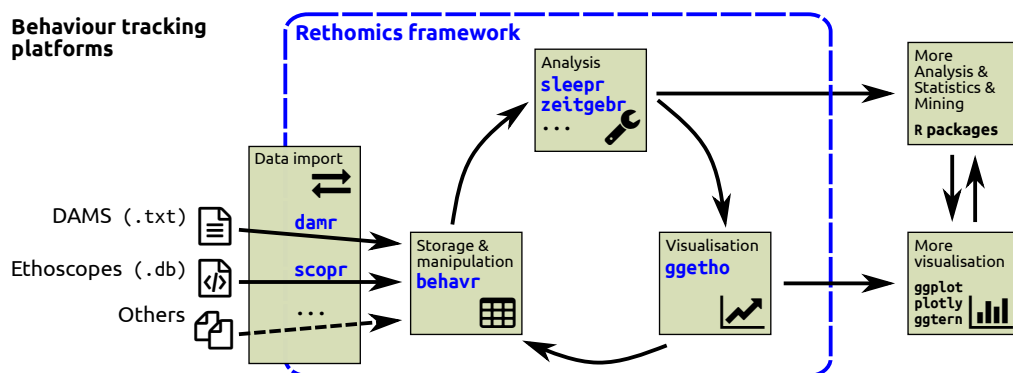 Behaviour tracking
platforms
Rethomics framework
Analysis
sleepr
zeitgebr
...
More
Analysis &
Statistics &
Mining
R packages
Data import
DAMS (.txt)
damr
Ethoscopes (.db)
scopr
Others
...
Storage &
manipulation
behavr
Visualisation
ggetho
More
visualisation
ggplot
plotly
ggtern